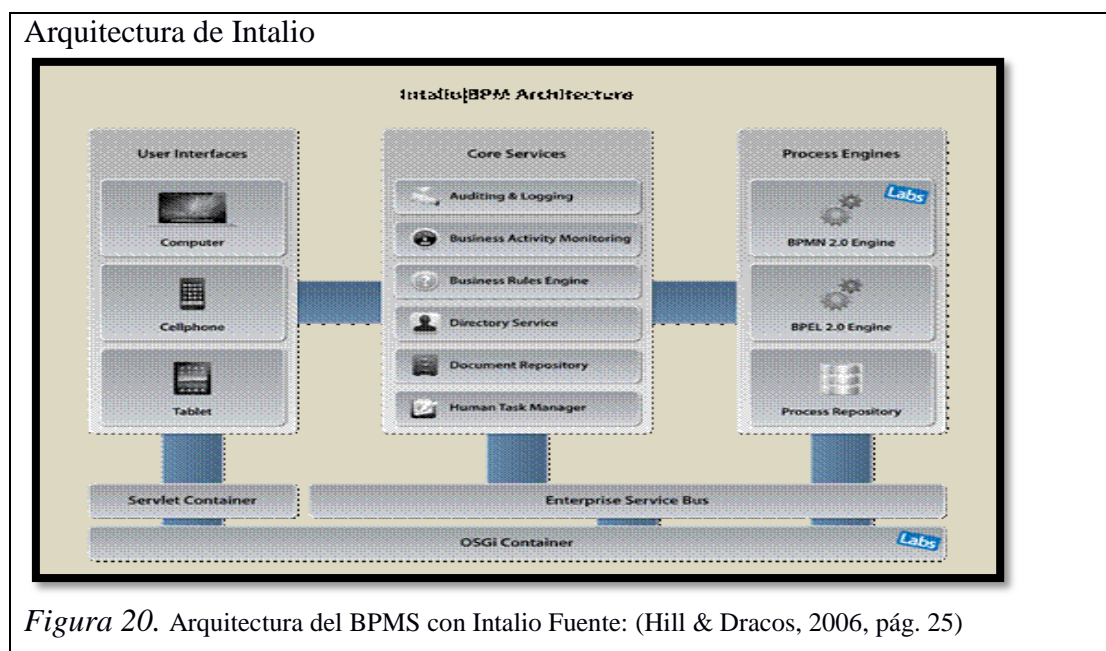 Arquitectura de Intalio
Intalio|BPM Architecture
User Interfaces
Computer
Cellphone
Tablet
Core Services
Auditing & Logging
Business Activity Monitoring
Business Rules Engine
Directory Service
Document Repository
Human Task Manager
Process Engines
Labs
BPMN 2.0 Engine
BPEL 2.0 Engine
Process Repository
Servlet Container
Enterprise Service Bus
OSGi Container
Labs
Figura 20. Arquitectura del BPMS con Intalio Fuente: (Hill & Dracos, 2006, pág. 25)